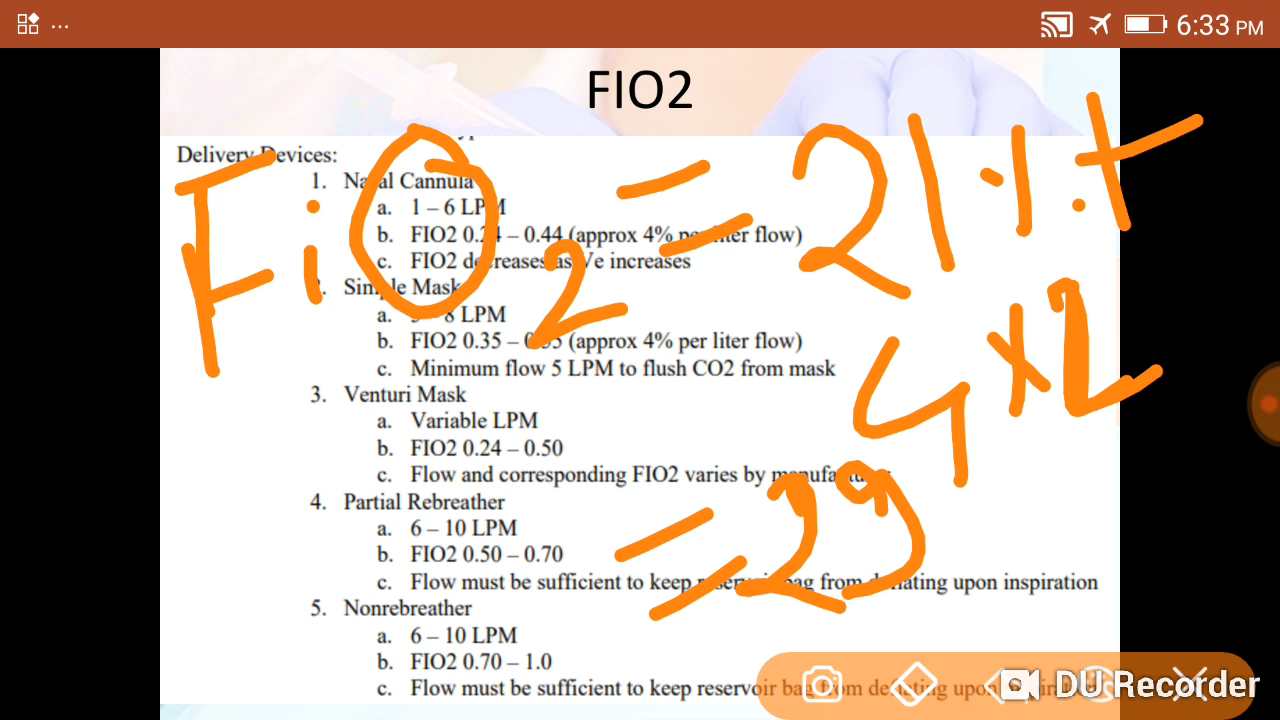 6:33 PM
FIO2
Delivery Devices:
1. Nasal Cannula
a. 1 – 6 LPM
b. FIO2 0.24 – 0.44 (approx 4% per liter flow)
c. FIO2 decreases as Ve increases
2. Simple Mask
a. 5 – 8 LPM
b. FIO2 0.35 – 0.55 (approx 4% per liter flow)
c. Minimum flow 5 LPM to flush CO2 from mask
3. Venturi Mask
a. Variable LPM
b. FIO2 0.24 – 0.50
c. Flow and corresponding FIO2 varies by manufacturer
4. Partial Rebreather
a. 6 – 10 LPM
b. FIO2 0.50 – 0.70
c. Flow must be sufficient to keep reservoir bag from deflating upon inspiration
5. Nonrebreather
a. 6 – 10 LPM
b. FIO2 0.70 – 1.0
c. Flow must be sufficient to keep reservoir bag from deflating upon
FiO2 = 21% +
4 × 2
= 29
DU Recorder